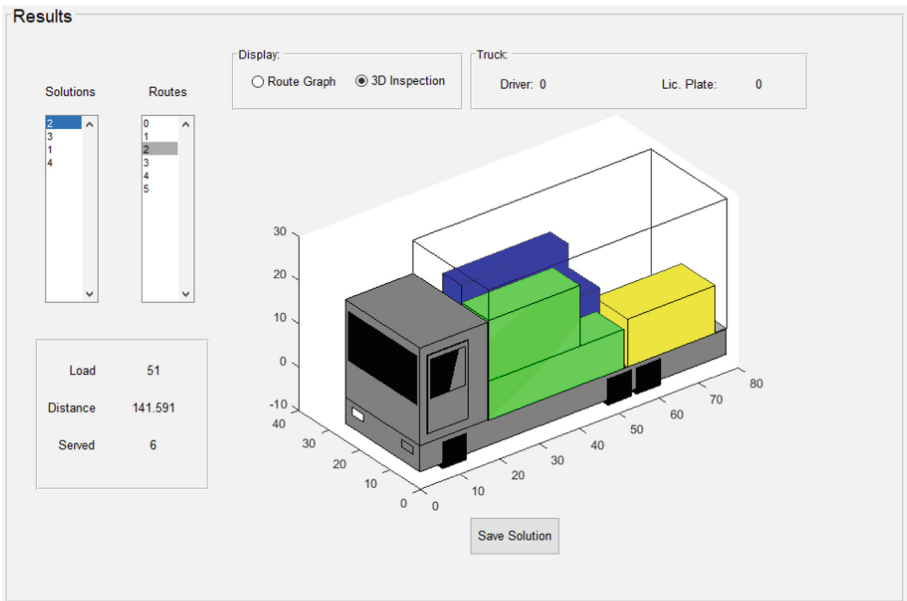 Results
Display:
Route Graph
3D Inspection
Truck:
Driver: 0
Lic. Plate: 0
Solutions
Routes
2
3
1
4
0
1
2
3
4
5
Load 51
Distance 141.591
Served 6
30
20
10
0
-10
40
30
20
10
0
0
10
20
30
40
50
60
70
80
Save Solution